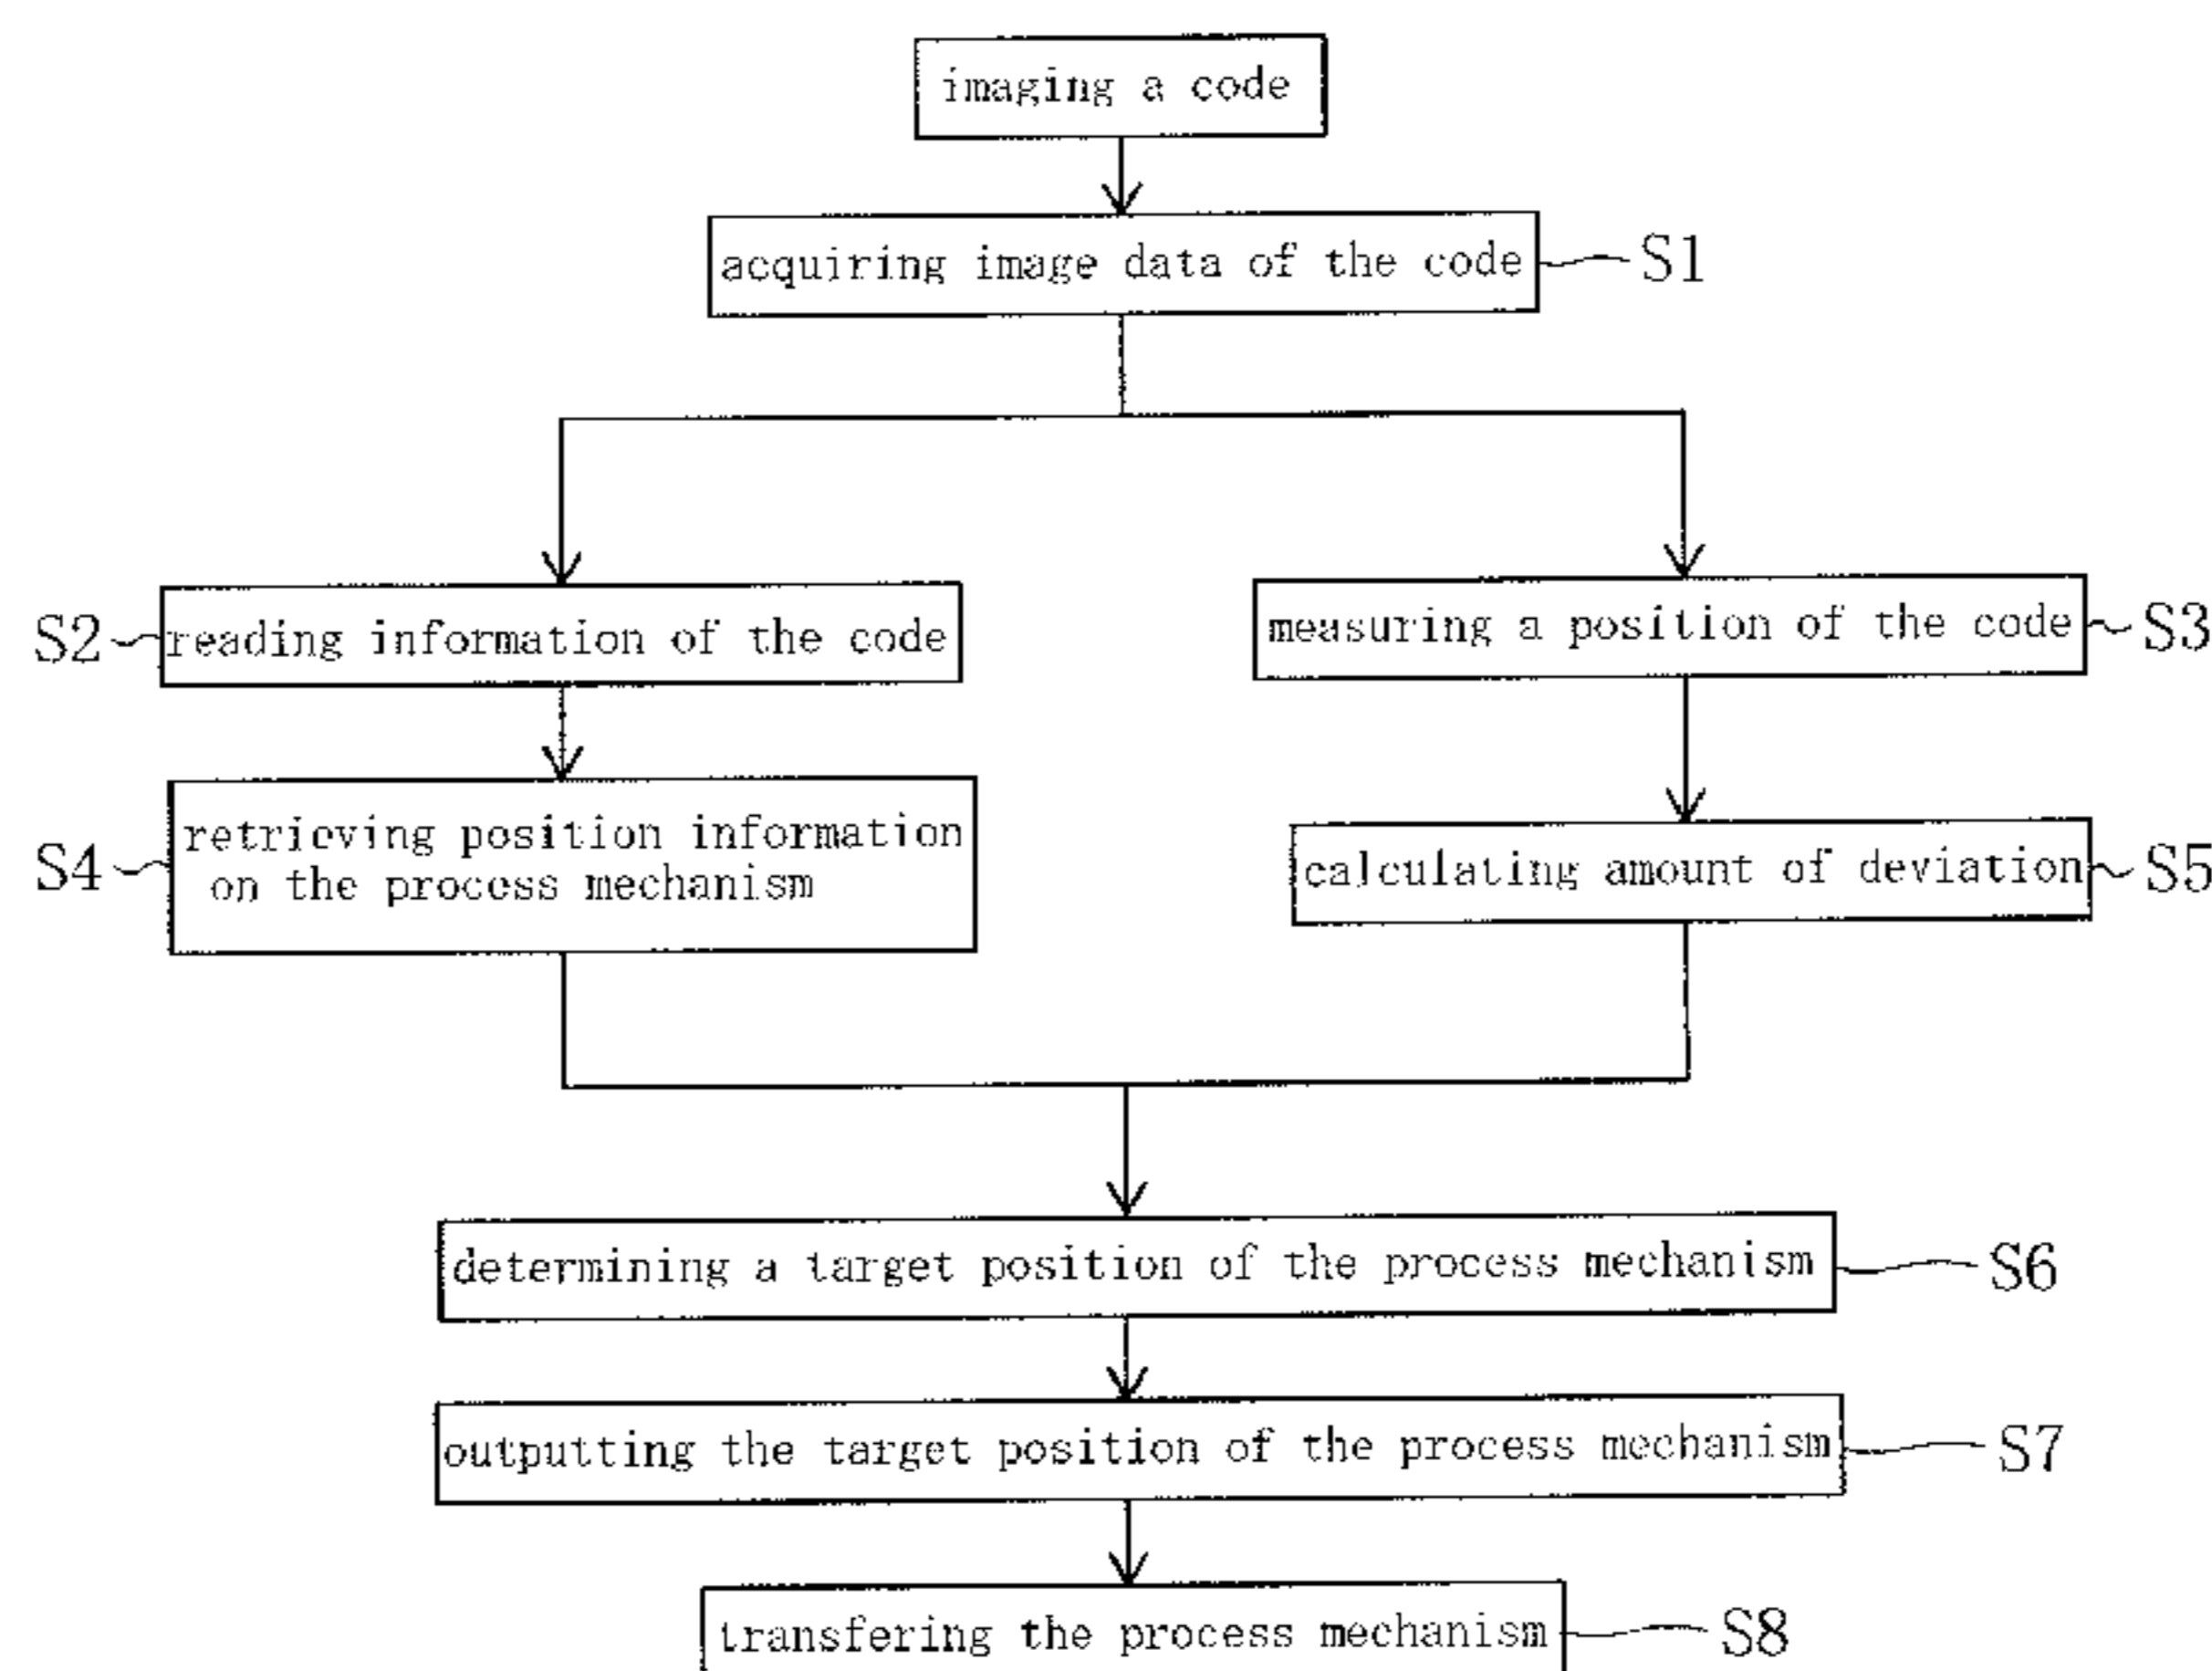 imaging a code
acquiring image data of the code
S1
S2
reading information of the code
measuring a position of the code
S3
S4
retrieving position information
on the process mechanism
calculating amount of deviation
S5
determining a target position of the process mechanism
S6
outputting the target position of the process mechanism
S7
transfering the process mechanism
S8